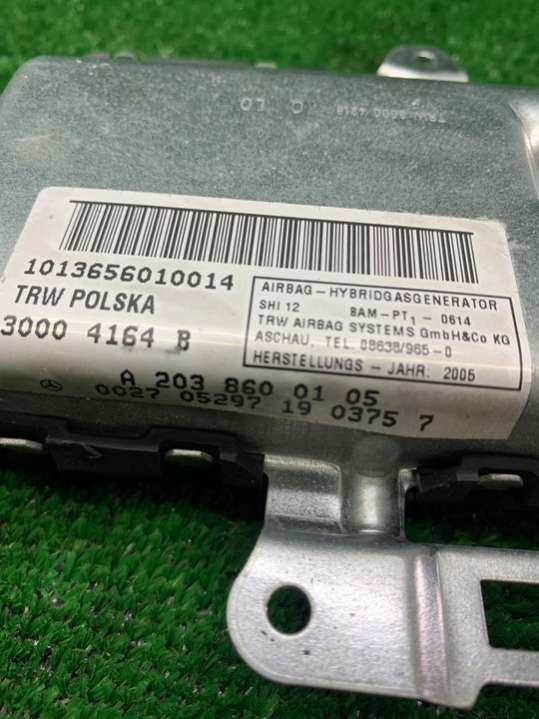 1013656010014
TRW POLSKA
3000 4164 B
AIRBAG - HYBRIDGASGENERATOR
SHI 12 BAM-PT1 - 0614
TRW AIRBAG SYSTEMS GmbH&Co KG
ASCHAU, TEL 08638/965-0
HERSTELLUNGS - JAHR: 2005
A 203 860 01 05
0027 05297 19 0375 7